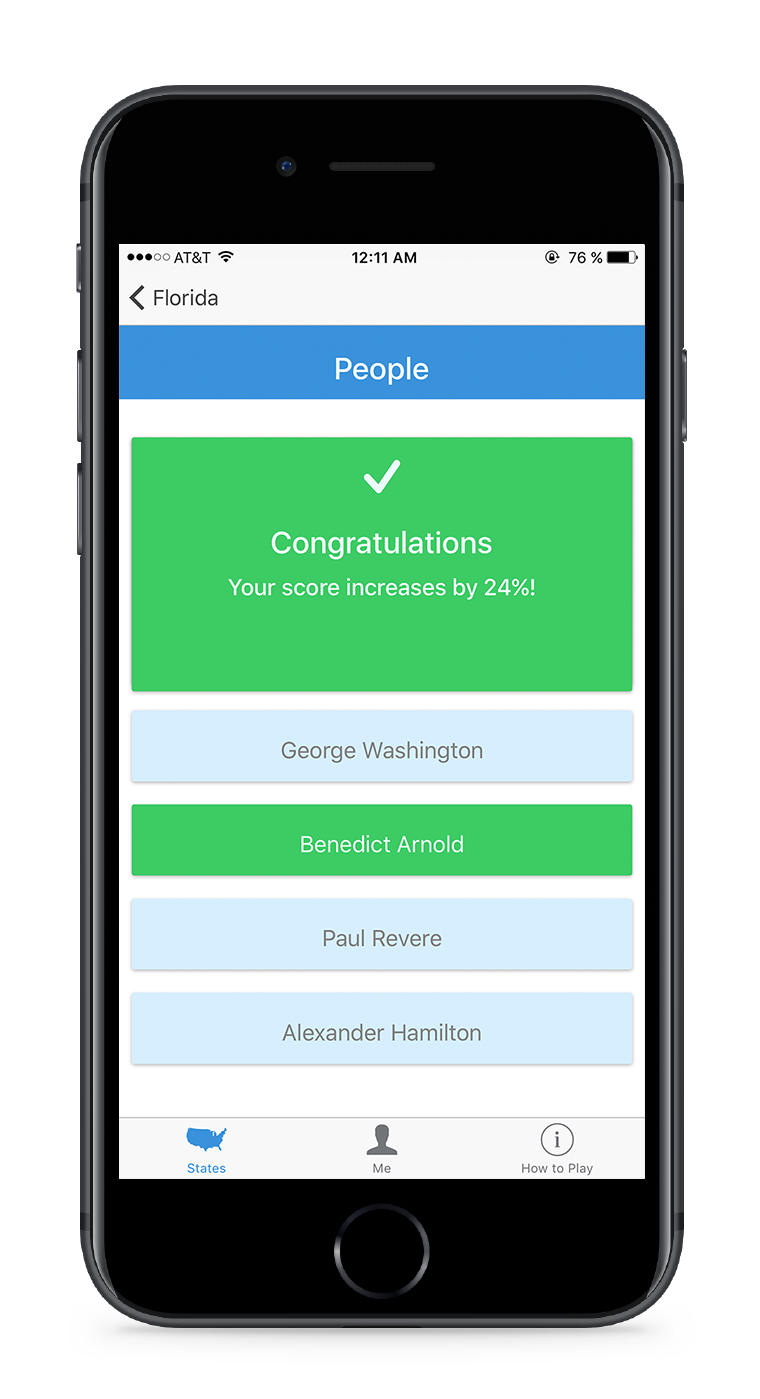 AT&T 12:11 AM 76 %
Florida
People
Congratulations
Your score increases by 24%!
George Washington
Benedict Arnold
Paul Revere
Alexander Hamilton
States Me How to Play